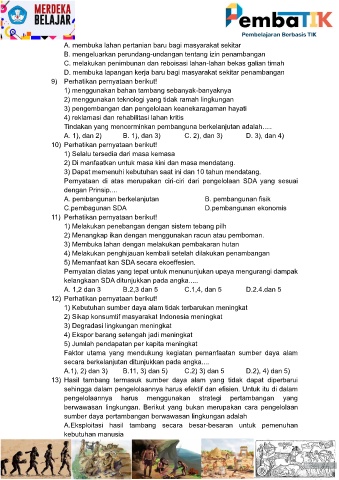 MERDEKA
BELAJAR
PembaTIK
Pembelajaran Berbasis TIK
A. membuka lahan pertanian baru bagi masyarakat sekitar
B. mengeluarkan perundang-undangan tentang izin penambangan
C. melakukan penimbunan dan reboisasi lahan-lahan bekas galian timah
D. membuka lapangan kerja baru bagi masyarakat sekitar penambangan
9) Perhatikan pernyataan berikut!
1) menggunakan bahan tambang sebanyak-banyaknya
2) menggunakan teknologi yang tidak ramah lingkungan
3) pengembangan dan pengelolaan keanekaragaman hayati
4) reklamasi dan rehabilitasi lahan kritis
Tindakan yang mencerminkan pembanguna berkelanjutan adalah.....
A. 1), dan 2) B. 1), dan 3) C. 2), dan 3) D. 3), dan 4)
10) Perhatikan pernyataan berikut!
1) Selalu tersedia dari masa kemasa
2) Di manfaatkan untuk masa kini dan masa mendatang.
3) Dapat memenuhi kebutuhan saat ini dan 10 tahun mendatang.
Pernyataan di atas merupakan ciri-ciri dari pengelolaan SDA yang sesuai
dengan Prinsip....
A. pembangunan berkelanjutan B. pembangunan fisik
C.pembagunan SDA D.pembangunan ekonomis
11) Perhatikan pernyataan berikut!
1) Melakukan penebangan dengan sistem tebang pilh
2) Menangkap ikan dengan menggunakan racun atau pemboman.
3) Membuka lahan dengan melakukan pembakaran hutan
4) Melakukan penghijauan kembali setelah dilakukan penambangan
5) Memanfaat kan SDA secara ekoeffesien.
Pernyatan diatas yang tepat untuk menunurjukan upaya mengurangi dampak
kelangkaan SDA ditunjukkan pada angka.....
A. 1,2 dan 3 B,2,3 dan 5 C.1,4, dan 5 D.2.4,dan 5
12) Perhatikan pernyataan berikut!
1) Kebutuhan sumber daya alam tidak terbarukan meningkat
2) Sikap konsumtif masyarakat Indonesia meningkat
3) Degradasi lingkungan meningkat
4) Ekspor barang setengah jadi meningkat
5) Jumlah pendapatan per kapita meningkat
Faktor utama yang mendukung kegiatan pemanfaatan sumber daya alam
secara berkelanjutan ditunjukkan pada angka....
A.1), 2) dan 3) B.11, 3) dan 5) C.2) 3) dan 5 D.2), 4) dan 5)
13) Hasil tambang termasuk sumber daya alam yang tidak dapat diperbarui
sehingga dalam pengelolaannya harus efektif dan efisien. Untuk itu di dalam
pengelolaannya harus menggunakan strategi pertambangan yang
berwawasan lingkungan. Berikut yang bukan merupakan cara pengelolaan
sumber daya pertambangan berwawasan lingkungan adalah
A.Eksploitasi hasil tambang secara besar-besaran untuk pemenuhan
kebutuhan manusia